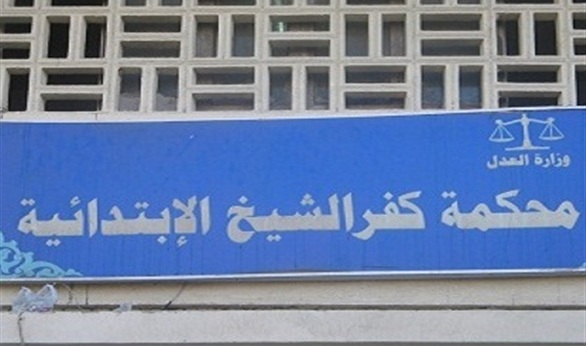 وزارة العدل
محكمة كفرالشيخ الإبتدائية